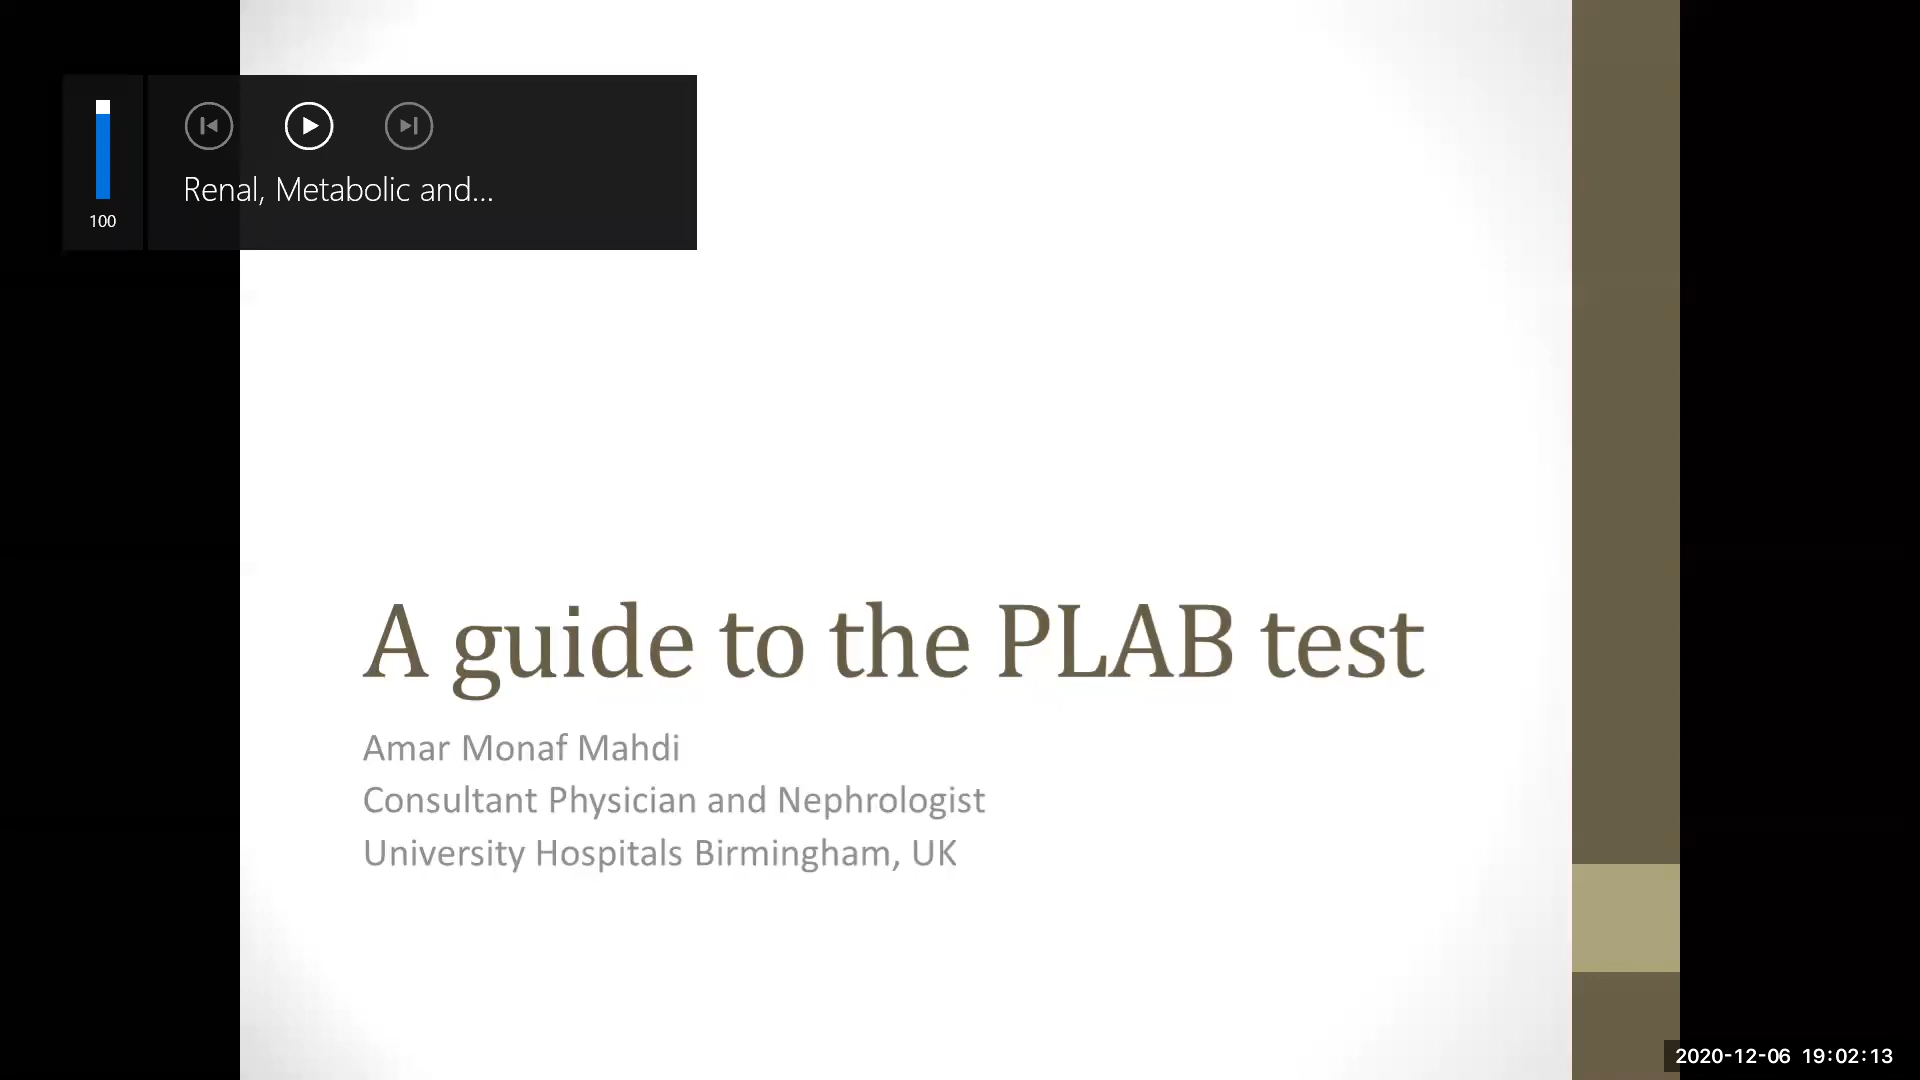 100
Renal, Metabolic and...
A guide to the PLAB test
Amar Monaf Mahdi
Consultant Physician and Nephrologist
University Hospitals Birmingham, UK
2020-12-06 19:02:13